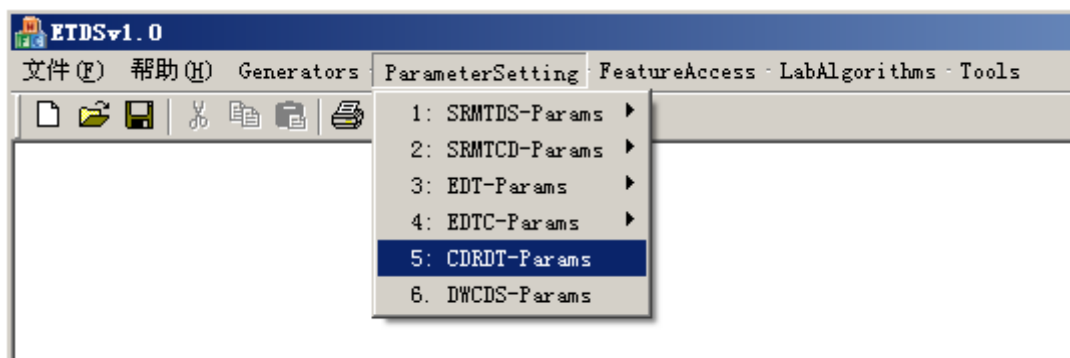 ETDSv1.0
文件(F) 帮助(H) Generators ParameterSetting FeatureAccess LabAlgorithms Tools
1: SRMTDS-Params
2: SRMTCD-Params
3: EDT-Params
4: EDTC-Params
5: CDRDT-Params
6. DWCDS-Params